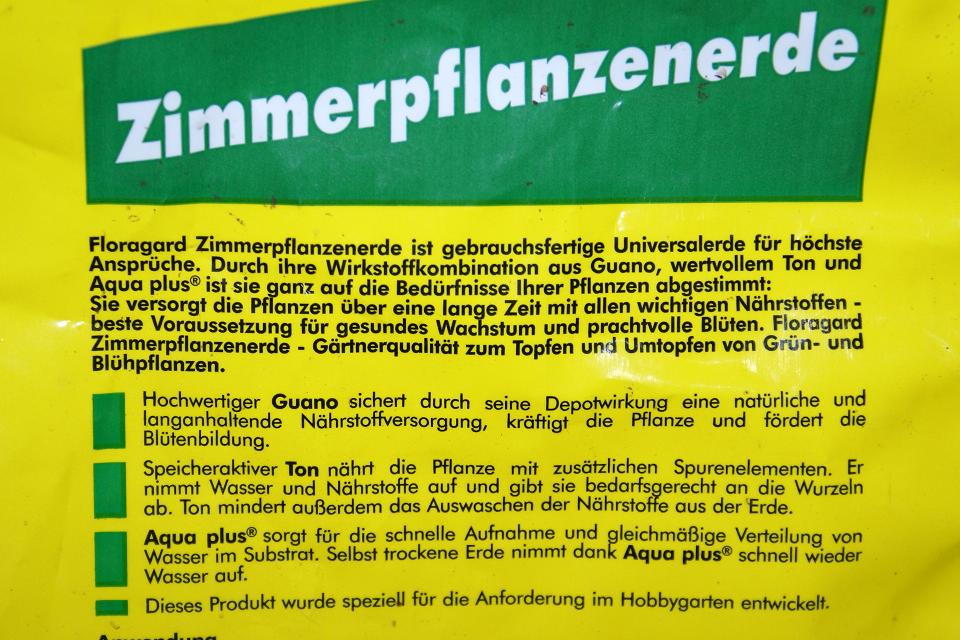 Zimmerpflanzenerde
Floragard Zimmerpflanzenerde ist gebrauchsfertige Universalerde für höchste
Ansprüche. Durch ihre Wirkstoffkombination aus Guano, wertvollem Ton und
Aqua plus® ist sie ganz auf die Bedürfnisse Ihrer Pflanzen abgestimmt:
Sie versorgt die Pflanzen über eine lange Zeit mit allen wichtigen Nährstoffen -
beste Voraussetzung für gesundes Wachstum und prachtvolle Blüten. Floragard
Zimmerpflanzenerde - Gärtnerqualität zum Topfen und Umtopfen von Grün- und
Blühpflanzen.
Hochwertiger Guano sichert durch seine Depotwirkung eine natürliche und
langanhaltende Nährstoffversorgung, kräftigt die Pflanze und fördert die
Blütenbildung.
Speicheraktiver Ton nährt die Pflanze mit zusätzlichen Spurenelementen. Er
nimmt Wasser und Nährstoffe auf und gibt sie bedarfsgerecht an die Wurzeln
ab. Ton mindert außerdem das Auswaschen der Nährstoffe aus der Erde.
Aqua plus® sorgt für die schnelle Aufnahme und gleichmäßige Verteilung von
Wasser im Substrat. Selbst trockene Erde nimmt dank Aqua plus® schnell wieder
Wasser auf.
Dieses Produkt wurde speziell für die Anforderung im Hobbygarten entwickelt.
Anwendung